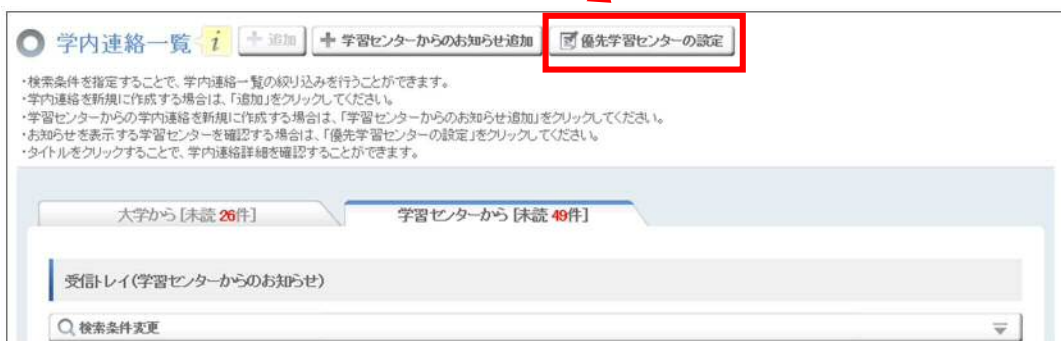 学内連絡一覧 i + 追加 + 学習センターからのお知らせ追加 優先学習センターの設定
・検索条件を指定することで、学内連絡一覧の絞り込みを行うことができます。
・学内連絡を新規に作成する場合は、「追加」をクリックしてください。
・学習センターからの学内連絡を新規に作成する場合は、「学習センターからのお知らせ追加」をクリックしてください。
・お知らせを表示する学習センターを確認する場合は、「優先学習センターの設定」をクリックしてください。
・タイトルをクリックすることで、学内連絡詳細を確認することができます。
大学から [未読 26件] 学習センターから [未読 49件]
受信トレイ(学習センターからのお知らせ)
検索条件変更